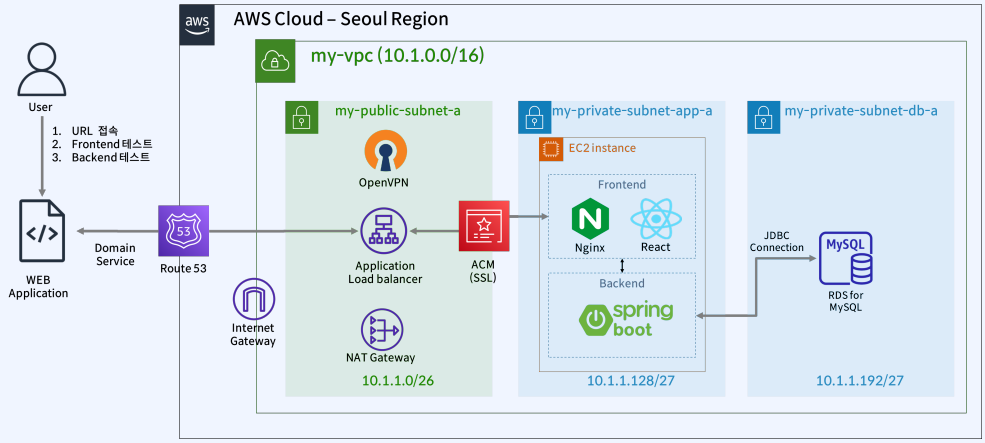 aws
AWS Cloud – Seoul Region
my-vpc (10.1.0.0/16)
User
1. URL 접속
2. Frontend 테스트
3. Backend 테스트
WEB
Application
Domain
Service
53
Route 53
Internet
Gateway
my-public-subnet-a
OpenVPN
Application
Load balancer
NAT Gateway
10.1.1.0/26
ACM
(SSL)
my-private-subnet-app-a
EC2 instance
Frontend
N
Nginx
React
Backend
spring
boot
10.1.1.128/27
my-private-subnet-db-a
JDBC
Connection
MySQL
RDS for
MySQL
10.1.1.192/27